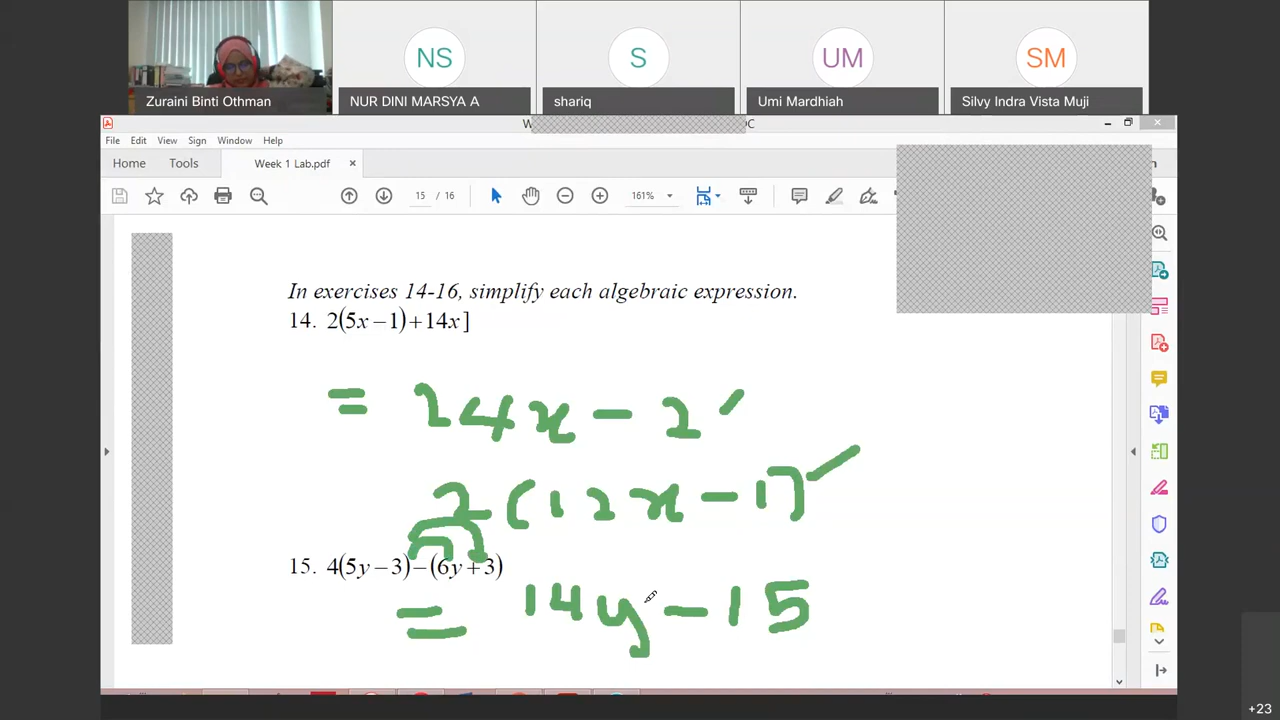 NS S UM SM
Zuraini Binti Othman NUR DINI MARSYA A shariq Umi Mardhiah Silvy Indra Vista Muji
File Edit View Sign Window Help
Home Tools Week 1 Lab.pdf ×
15 / 16 161%
In exercises 14-16, simplify each algebraic expression.
14. 2(5x−1)+14x]
= 24x − 2
2(12x − 1)
15. 4(5y−3)−(6y+3)
= 14y − 15
+23